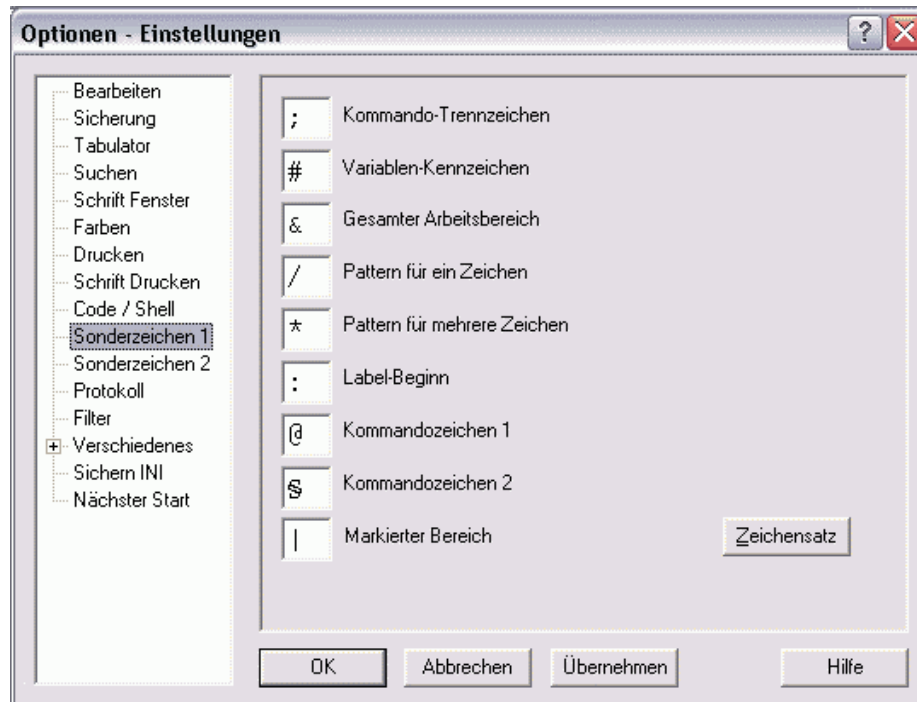 Optionen - Einstellungen
Bearbeiten
Sicherung
Tabulator
Suchen
Schrift Fenster
Farben
Drucken
Schrift Drucken
Code / Shell
Sonderzeichen 1
Sonderzeichen 2
Protokoll
Filter
Verschiedenes
Sichern INI
Nächster Start
; Kommando-Trennzeichen
# Variablen-Kennzeichen
& Gesamter Arbeitsbereich
/ Pattern für ein Zeichen
* Pattern für mehrere Zeichen
: Label-Beginn
@ Kommandozeichen 1
§ Kommandozeichen 2
| Markierter Bereich
Zeichensatz
OK Abbrechen Übernehmen Hilfe